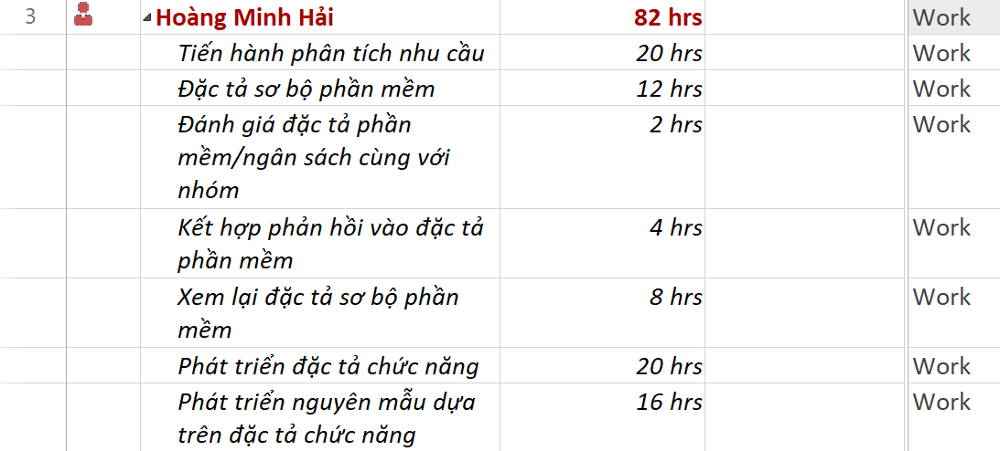 3 Hoàng Minh Hải 82 hrs Work
Tiến hành phân tích nhu cầu 20 hrs Work
Đặc tả sơ bộ phần mềm 12 hrs Work
Đánh giá đặc tả phần 2 hrs Work
mềm/ngân sách cùng với
nhóm
Kết hợp phản hồi vào đặc tả 4 hrs Work
phần mềm
Xem lại đặc tả sơ bộ phần 8 hrs Work
mềm
Phát triển đặc tả chức năng 20 hrs Work
Phát triển nguyên mẫu dựa 16 hrs Work
trên đặc tả chức năng